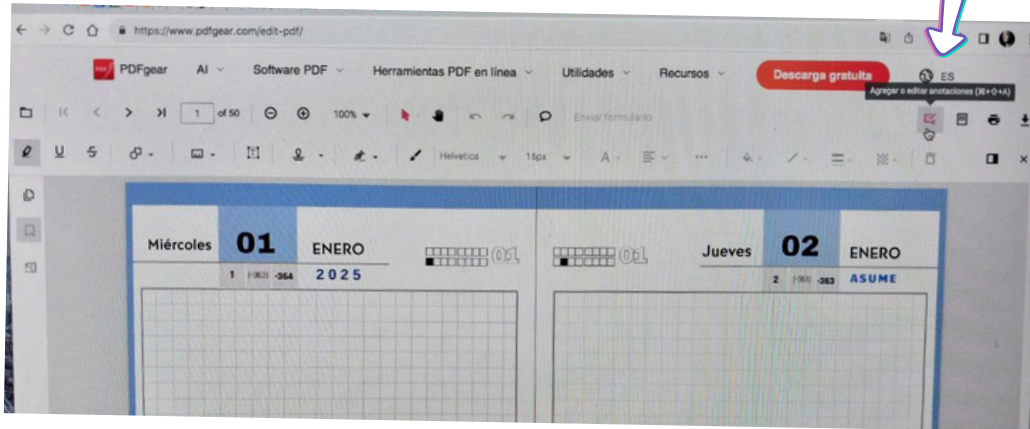 https://www.pdfgear.com/edit-pdf/
PDFgear AI Software PDF Herramientas PDF en línea Utilidades Recursos Descarga gratuita ES
Agregar o editar anotaciones (⌘+⇧+A)
1 of 50 100% Enviar formulario
U S T Helvetica 16px A
Miércoles 01 ENERO 01
1 -364 2025
01 Jueves 02 ENERO
2 -363 ASUME